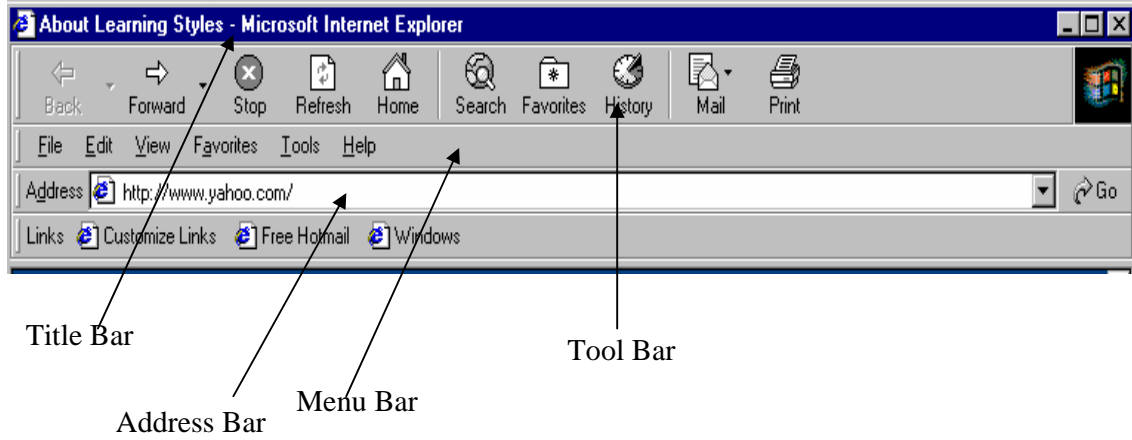 About Learning Styles - Microsoft Internet Explorer
Back Forward Stop Refresh Home Search Favorites History Mail Print
File Edit View Favorites Tools Help
Address http://www.yahoo.com/ Go
Links Customize Links Free Hotmail Windows
Title Bar
Tool Bar
Menu Bar
Address Bar